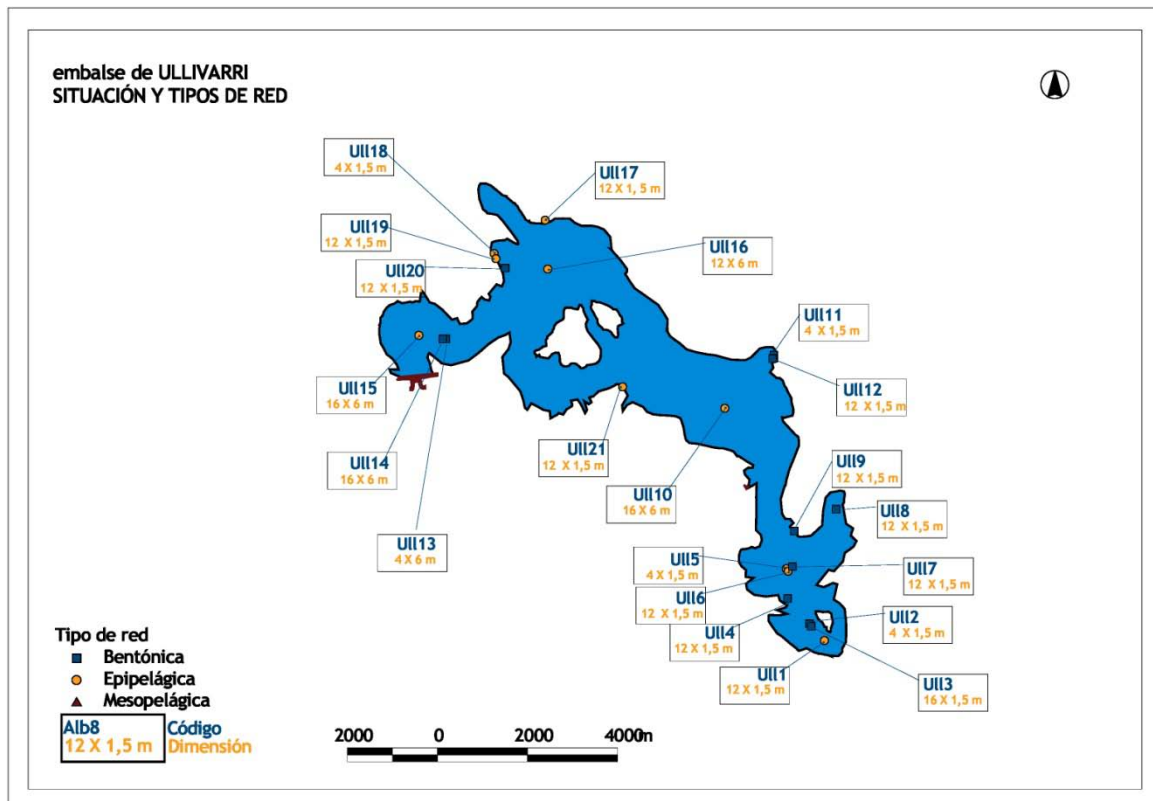 embalse de ULLIVARRI
SITUACIÓN Y TIPOS DE RED
Ull18
4 X 1,5 m
Ull17
12 X 1, 5 m
Ull19
12 X 1,5 m
Ull16
12 X 6 m
Ull20
12 X 1,5 m
Ull11
4 X 1,5 m
Ull12
12 X 1,5 m
Ull15
16 X 6 m
Ull21
12 X 1,5 m
Ull9
12 X 1,5 m
Ull14
16 X 6 m
Ull10
16 X 6 m
Ull8
12 X 1,5 m
Ull13
4 X 6 m
Ull5
4 X 1,5 m
Ull7
12 X 1,5 m
Ull6
12 X 1,5 m
Ull2
4 X 1,5 m
Ull4
12 X 1,5 m
Ull1
12 X 1,5 m
Ull3
16 X 1,5 m
Tipo de red
Bentónica
Epipelágica
Mesopelágica
Alb8 Código
12 X 1,5 m Dimensión
2000 0 2000 4000m